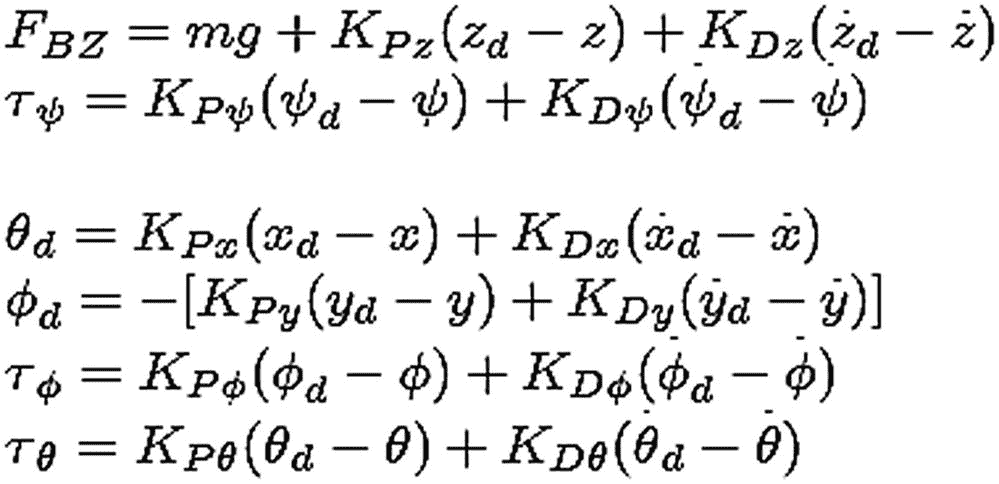 F_{BZ} = mg + K_{Pz}(z_d − z) + K_{Dz}(ż_d − ż)
τ_ψ = K_{Pψ}(ψ_d − ψ) + K_{Dψ}(ψ̇_d − ψ̇)
θ_d = K_{Px}(x_d − x) + K_{Dx}(ẋ_d − ẋ)
ϕ_d = −[K_{Py}(y_d − y) + K_{Dy}(ẏ_d − ẏ)]
τ_ϕ = K_{Pϕ}(ϕ_d − ϕ) + K_{Dϕ}(ϕ̇_d − ϕ̇)
τ_θ = K_{Pθ}(θ_d − θ) + K_{Dθ}(θ̇_d − θ̇)